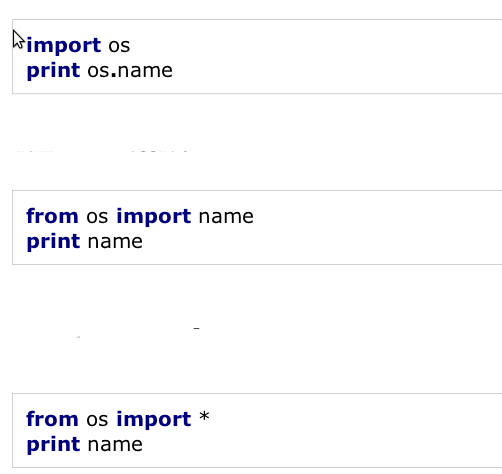 import os
print os.name
from os import name
print name
from os import *
print name